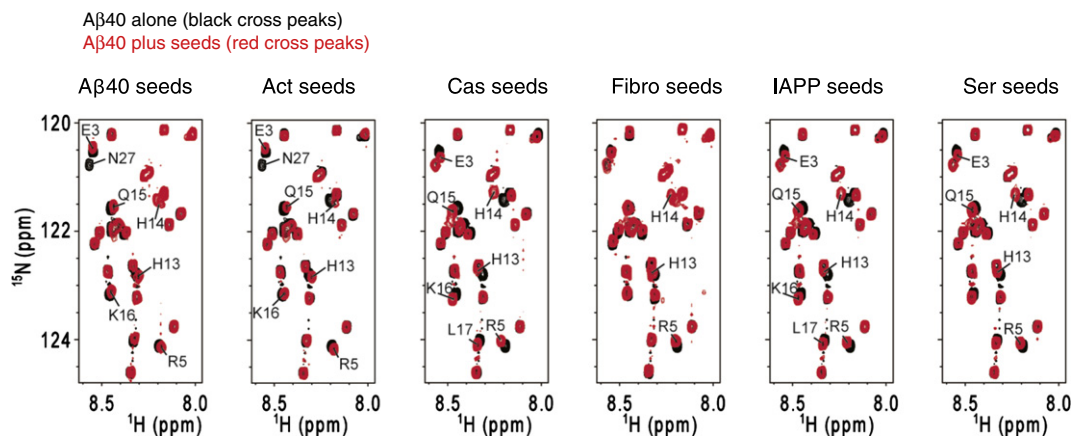 Aβ40 alone (black cross peaks)
Aβ40 plus seeds (red cross peaks)
Aβ40 seeds
Act seeds
Cas seeds
Fibro seeds
IAPP seeds
Ser seeds
120
122
124
¹⁵N (ppm)
E3
N27
Q15
H14
H13
K16
R5
E3
N27
Q15
H14
H13
K16
R5
E3
Q15
H14
H13
K16
L17
R5
H14
H13
R5
E3
Q15
H14
H13
K16
L17
R5
E3
Q15
H14
H13
R5
8.5 8.0
8.5 8.0
8.5 8.0
8.5 8.0
8.5 8.0
8.5 8.0
¹H (ppm)
¹H (ppm)
¹H (ppm)
¹H (ppm)
¹H (ppm)
¹H (ppm)